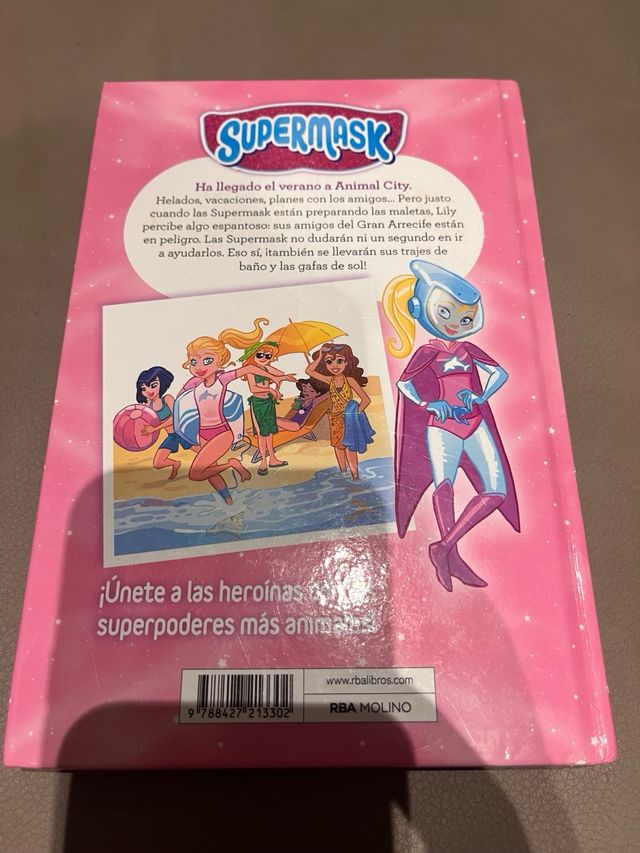 SUPERMASK
Ha llegado el verano a Animal City.
Helados, vacaciones, planes con los amigos... Pero justo
cuando las Supermask están preparando las maletas, Lily
percibe algo espantoso: sus amigos del Gran Arrecife están
en peligro. Las Supermask no dudarán ni un segundo en ir
a ayudarlos. Eso sí, ¡también se llevarán sus trajes de
baño y las gafas de sol!
¡Únete a las heroínas
superpoderes más animales!
www.rbalibros.com
RBA MOLINO
9 788427 213302